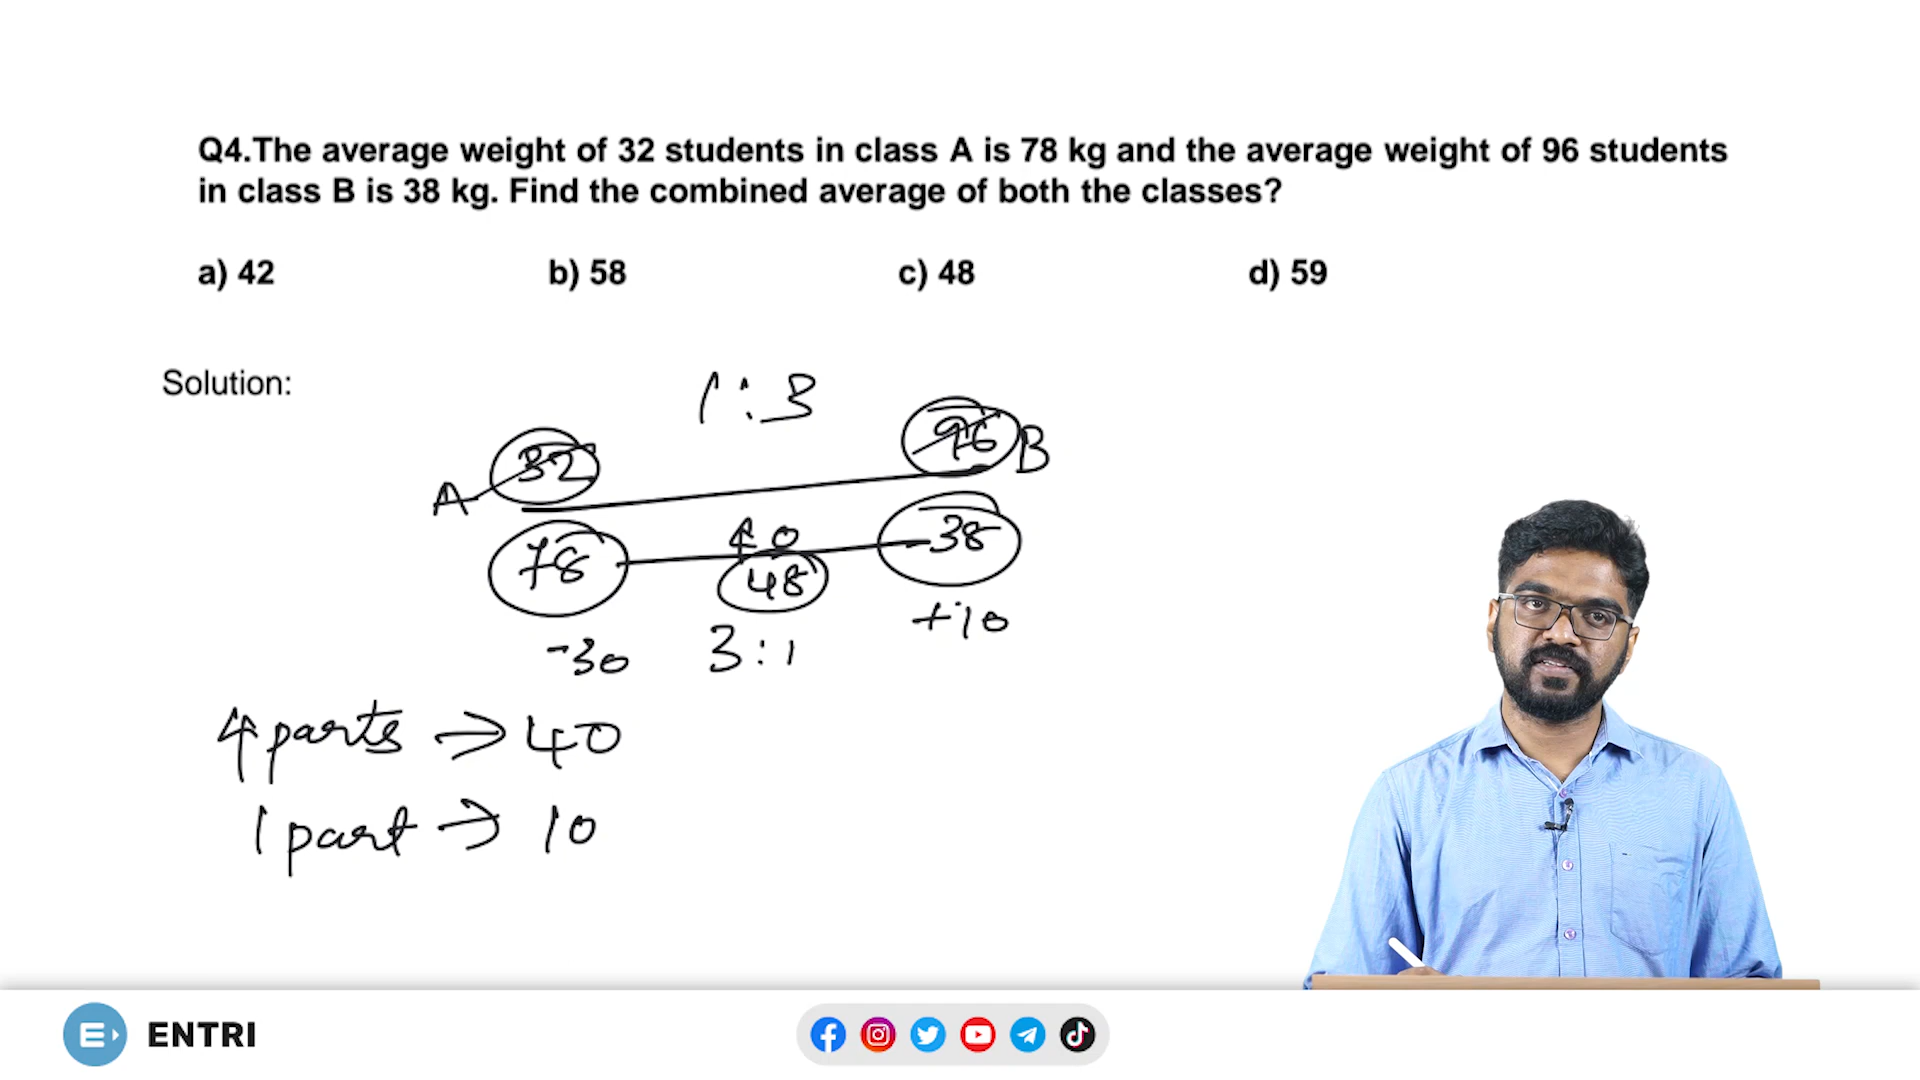 Q4.The average weight of 32 students in class A is 78 kg and the average weight of 96 students
in class B is 38 kg. Find the combined average of both the classes?
a) 42 b) 58 c) 48 d) 59
Solution:
1:3
32 96 B
A
78 40 38
48
-30 3:1 +10
4 parts → 40
1 part → 10
E ENTRI